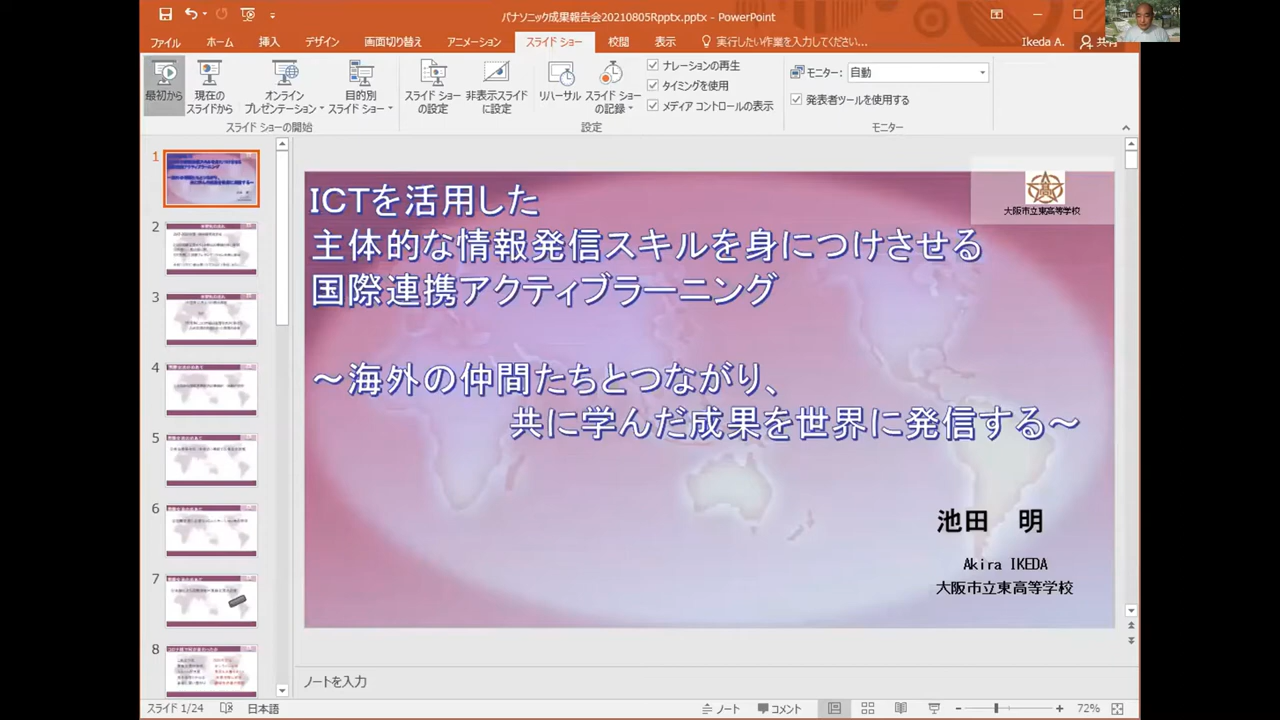 パナソニック成果報告会20210805Rpptx.pptx - PowerPoint
ファイル ホーム 挿入 デザイン 画面切り替え アニメーション スライド ショー 校閲 表示 実行したい作業を入力してください... Ikeda A. 共有
最初から
現在のスライドから
オンライン プレゼンテーション
目的別 スライド ショー
スライド ショーの設定
非表示スライドに設定
リハーサル
スライド ショーの記録
ナレーションの再生
タイミングを使用
メディア コントロールの表示
モニター: 自動
発表者ツールを使用する
スライド ショーの開始
設定
モニター
1
2
3
4
5
6
7
8
大阪市立東高等学校
ICTを活用した
主体的な情報発信スキルを身につけさせる
国際連携アクティブラーニング
～海外の仲間たちとつながり、
共に学んだ成果を世界に発信する～
池田 明
Akira IKEDA
大阪市立東高等学校
ノートを入力
スライド 1/24 日本語 ノート コメント 72%